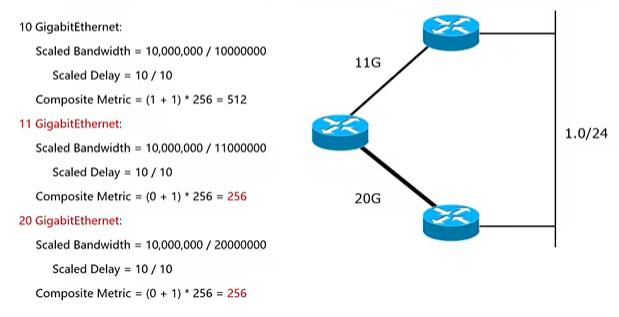 10 GigabitEthernet:
Scaled Bandwidth = 10,000,000 / 10000000
Scaled Delay = 10 / 10
Composite Metric = (1 + 1) * 256 = 512
11 GigabitEthernet:
Scaled Bandwidth = 10,000,000 / 11000000
Scaled Delay = 10 / 10
Composite Metric = (0 + 1) * 256 = 256
20 GigabitEthernet:
Scaled Bandwidth = 10,000,000 / 20000000
Scaled Delay = 10 / 10
Composite Metric = (0 + 1) * 256 = 256
11G
1.0/24
20G